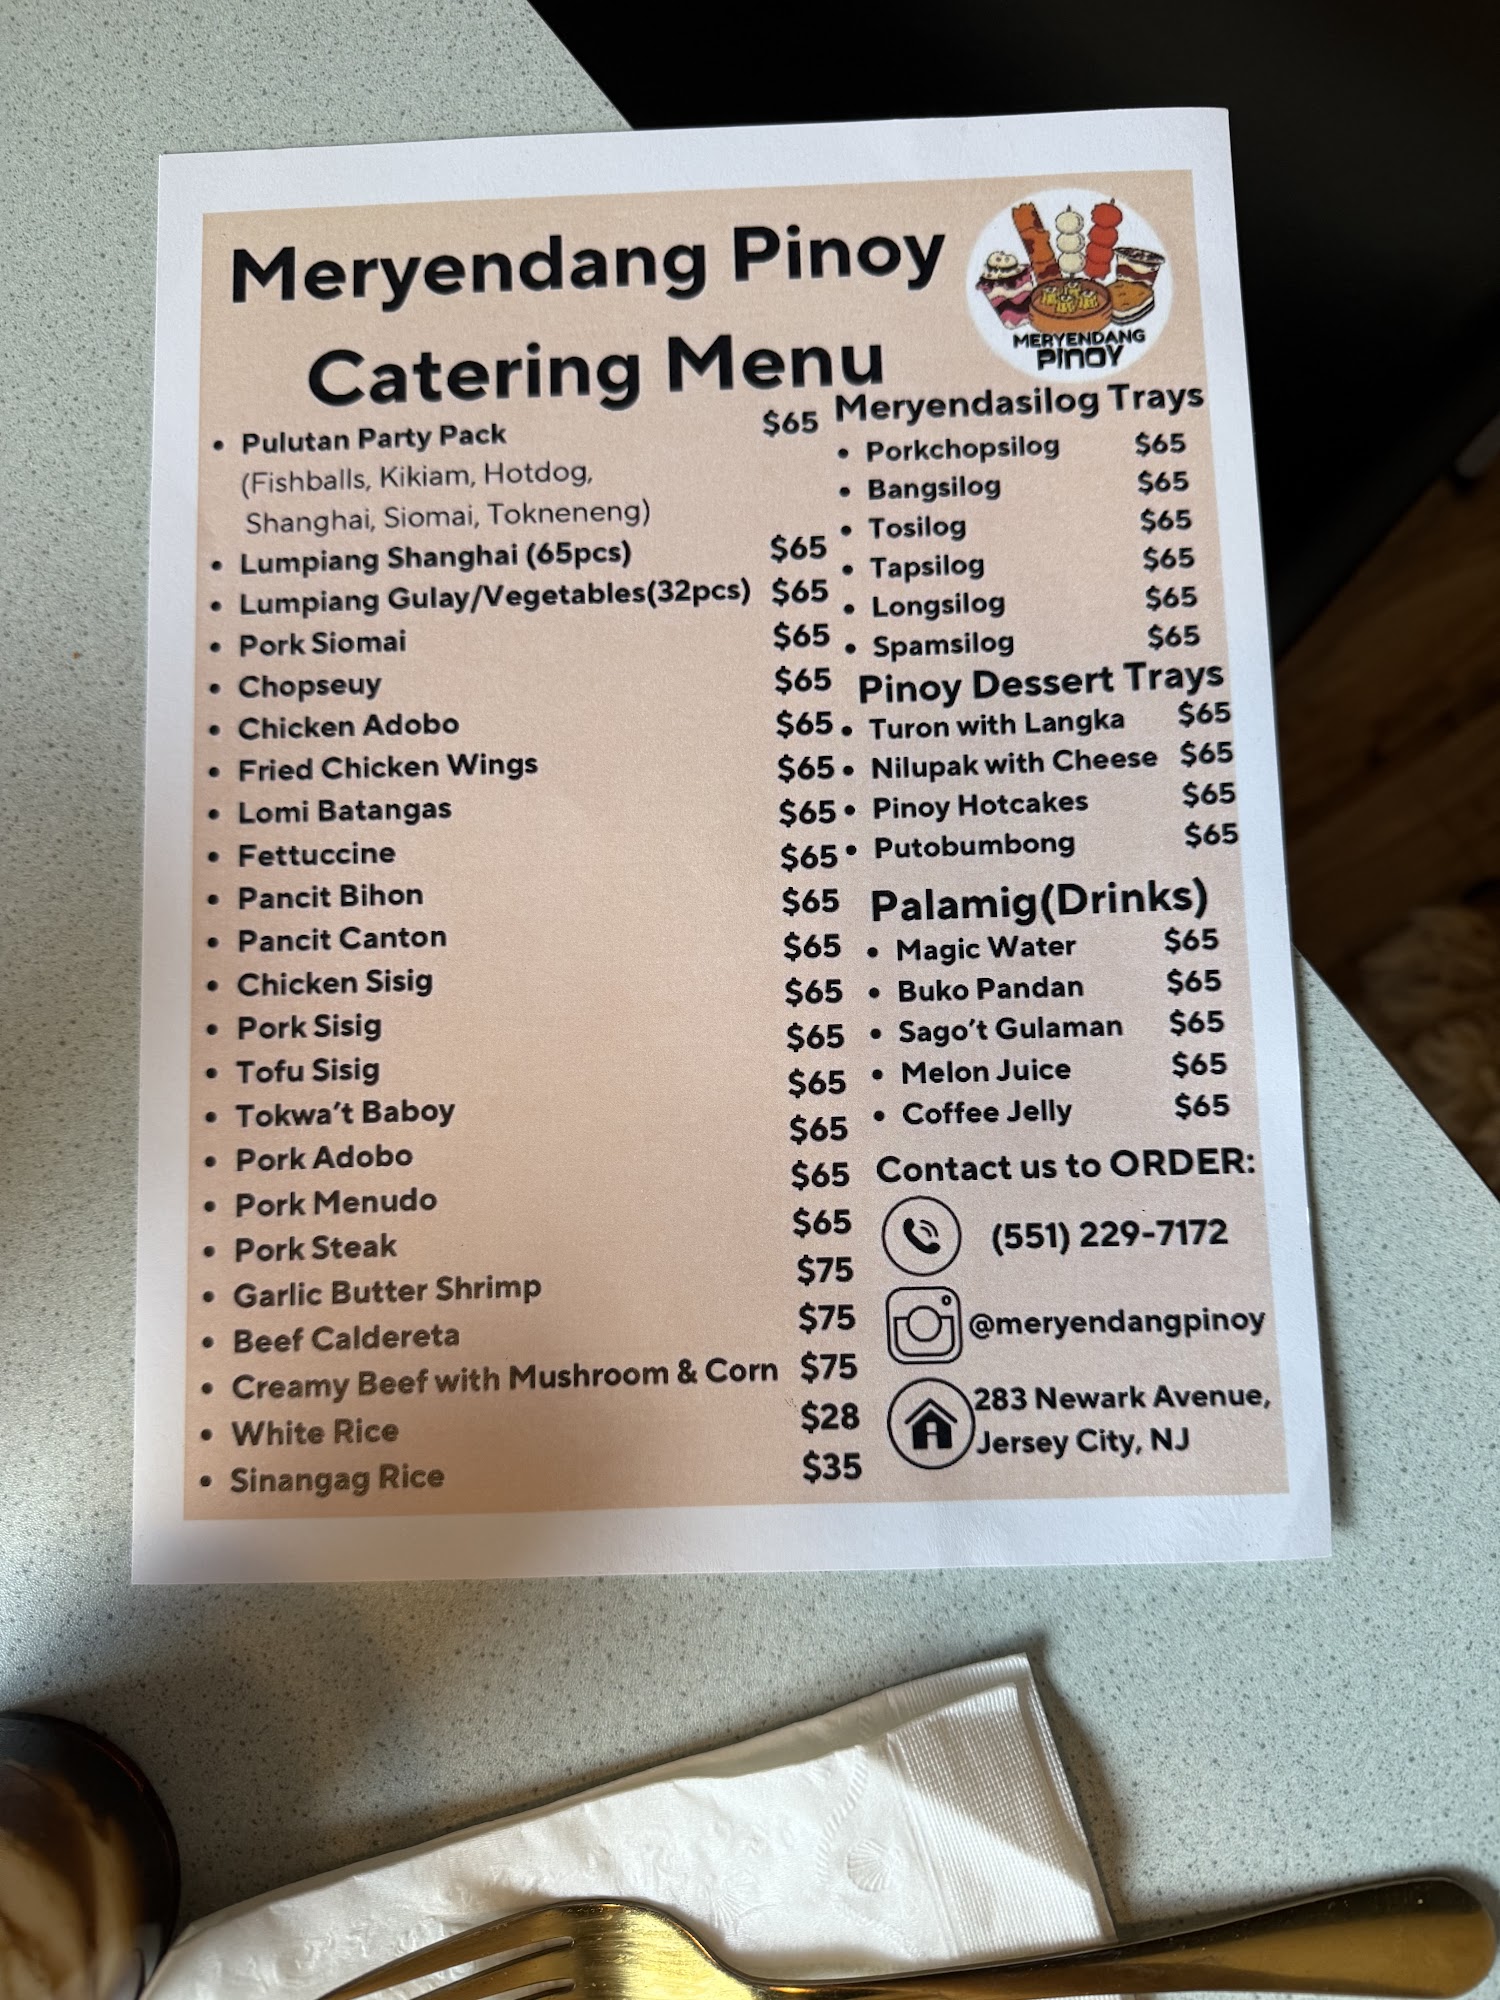 Meryendang Pinoy
Catering Menu
MERYENDANG
PINOY
• Pulutan Party Pack $65
(Fishballs, Kikiam, Hotdog,
Shanghai, Siomai, Tokneneng)
• Lumpiang Shanghai (65pcs) $65
• Lumpiang Gulay/Vegetables(32pcs) $65
• Pork Siomai $65
• Chopseuy $65
• Chicken Adobo $65
• Fried Chicken Wings $65
• Lomi Batangas $65
• Fettuccine $65
• Pancit Bihon $65
• Pancit Canton $65
• Chicken Sisig $65
• Pork Sisig $65
• Tofu Sisig $65
• Tokwa't Baboy $65
• Pork Adobo $65
• Pork Menudo $65
• Pork Steak $75
• Garlic Butter Shrimp $75
• Beef Caldereta $75
• Creamy Beef with Mushroom & Corn
• White Rice $28
• Sinangag Rice $35
Meryendasilog Trays
• Porkchopsilog $65
• Bangsilog $65
• Tosilog $65
• Tapsilog $65
• Longsilog $65
• Spamsilog $65
Pinoy Dessert Trays
• Turon with Langka $65
• Nilupak with Cheese $65
• Pinoy Hotcakes $65
• Putobumbong $65
Palamig(Drinks)
• Magic Water $65
• Buko Pandan $65
• Sago't Gulaman $65
• Melon Juice $65
• Coffee Jelly $65
Contact us to ORDER:
(551) 229-7172
@meryendangpinoy
283 Newark Avenue,
Jersey City, NJ